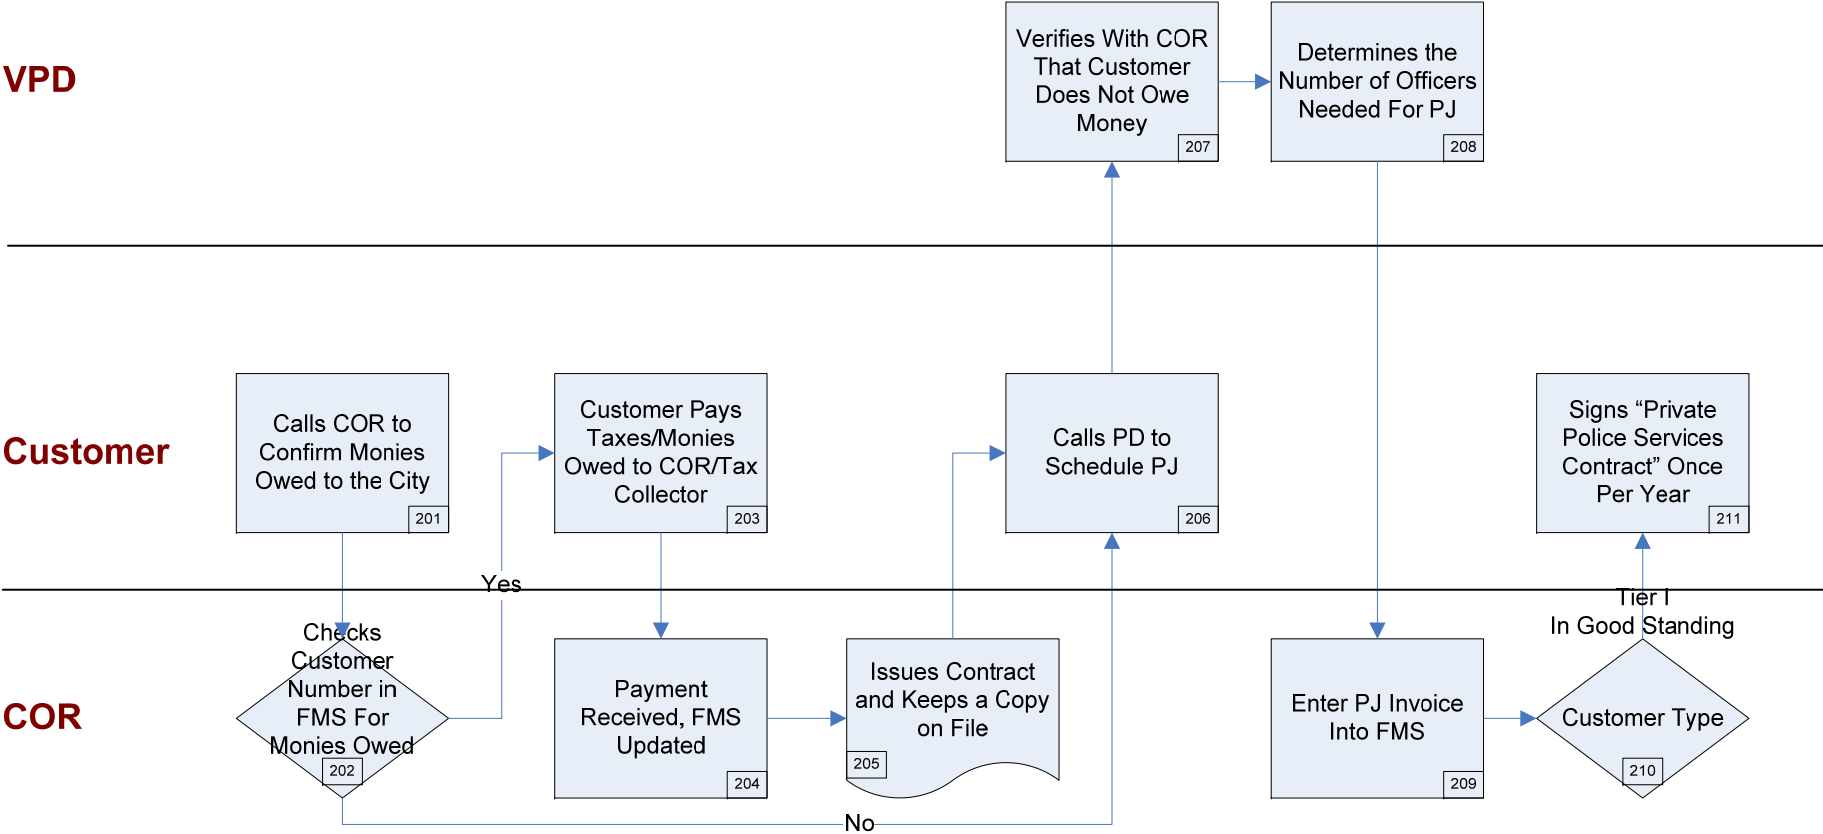 VPD
Verifies With COR
That Customer
Does Not Owe
Money
207
Determines the
Number of Officers
Needed For PJ
208
Customer
Calls COR to
Confirm Monies
Owed to the City
201
Customer Pays
Taxes/Monies
Owed to COR/Tax
Collector
203
Calls PD to
Schedule PJ
206
Signs “Private
Police Services
Contract” Once
Per Year
211
Yes
Tier I
In Good Standing
COR
Checks
Customer
Number in
FMS For
Monies Owed
202
Payment
Received, FMS
Updated
204
Issues Contract
and Keeps a Copy
on File
205
Enter PJ Invoice
Into FMS
209
Customer Type
210
No